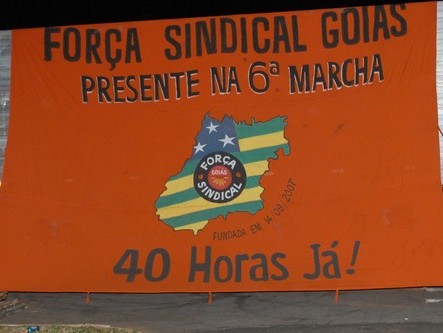 FORÇA SINDICAL GOIÁS
PRESENTE NA 6ª MARCHA
FORÇA
GOIÁS
SINDICAL
FUNDADA EM 14/09/2007
40 Horas Já!